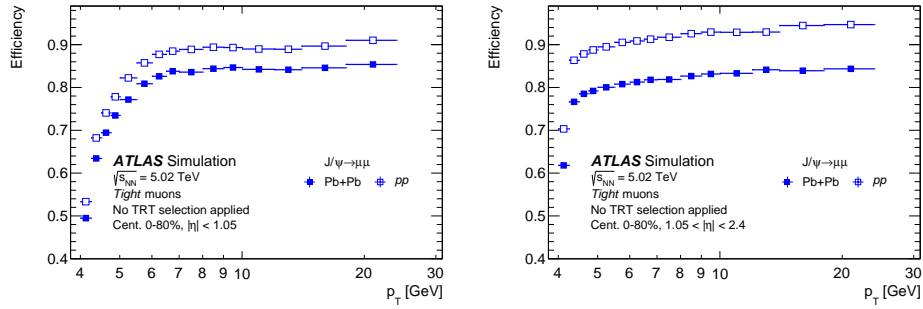 Efficiency
0.9
0.8
0.7
0.6
0.5
0.4
ATLAS Simulation
√s_NN = 5.02 TeV
Tight muons
No TRT selection applied
Cent. 0-80%, |η| < 1.05
J/ψ→μμ
Pb+Pb pp
4 5 6 7 8 9 10 20 30
p_T [GeV]
Efficiency
0.9
0.8
0.7
0.6
0.5
0.4
ATLAS Simulation
√s_NN = 5.02 TeV
Tight muons
No TRT selection applied
Cent. 0-80%, 1.05 < |η| < 2.4
J/ψ→μμ
Pb+Pb pp
4 5 6 7 8 9 10 20 30
p_T [GeV]